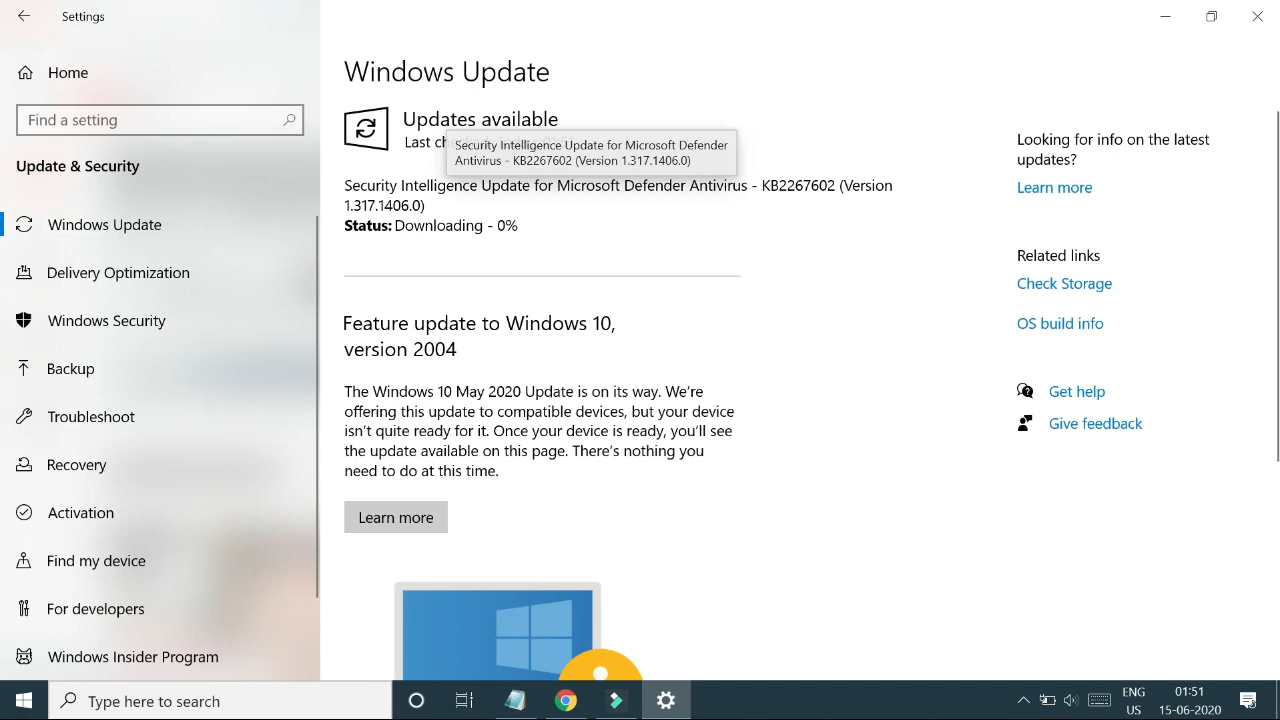 Settings
Home
Find a setting
Update & Security
Windows Update
Delivery Optimization
Windows Security
Backup
Troubleshoot
Recovery
Activation
Find my device
For developers
Windows Insider Program
Windows Update
Updates available
Last
Security Intelligence Update for Microsoft Defender
Antivirus - KB2267602 (Version 1.317.1406.0)
Security Intelligence Update for Microsoft Defender Antivirus - KB2267602 (Version
1.317.1406.0)
Status: Downloading - 0%
Feature update to Windows 10,
version 2004
The Windows 10 May 2020 Update is on its way. We're
offering this update to compatible devices, but your device
isn't quite ready for it. Once your device is ready, you'll see
the update available on this page. There's nothing you
need to do at this time.
Learn more
Looking for info on the latest
updates?
Learn more
Related links
Check Storage
OS build info
Get help
Give feedback
Type here to search
ENG
US
01:51
15-06-2020